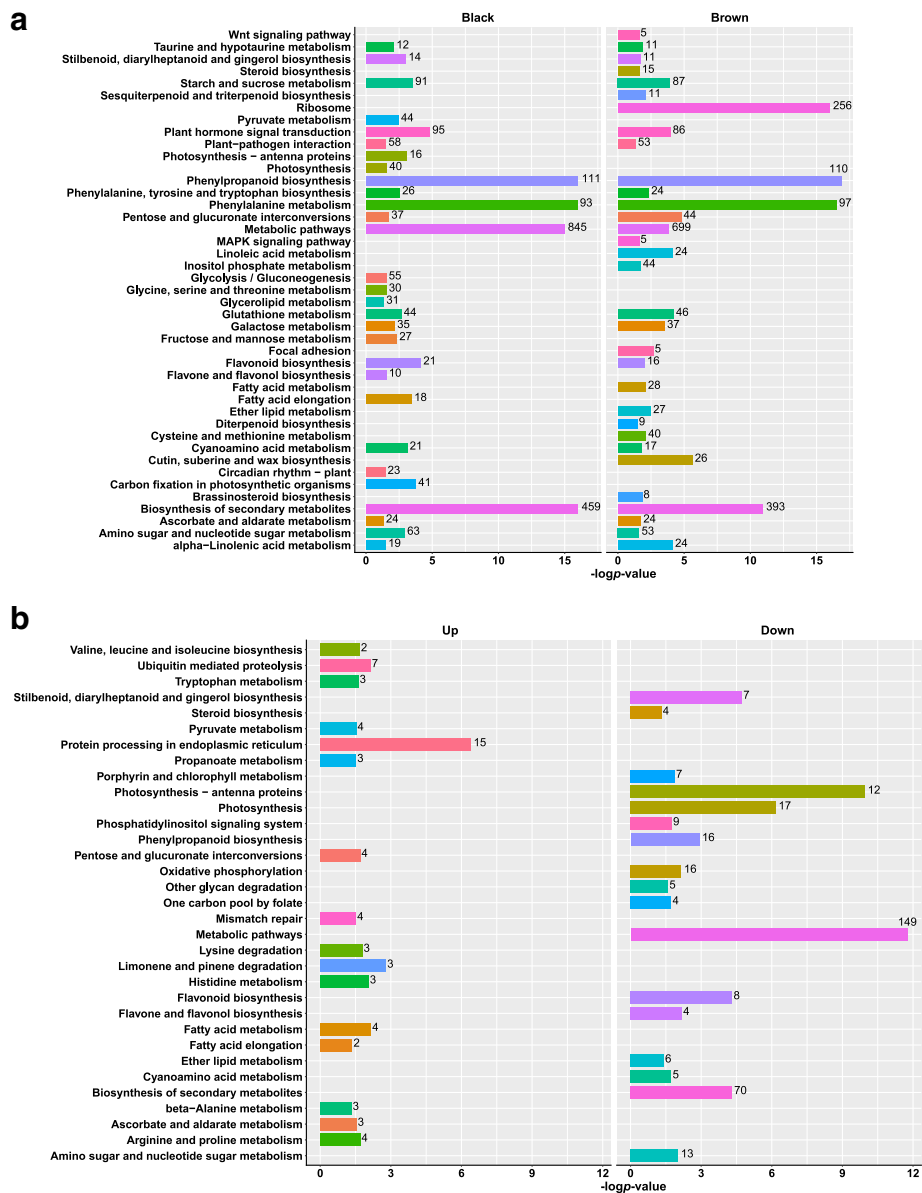 a
Black Brown
Wnt signaling pathway 5
Taurine and hypotaurine metabolism 12 11
Stilbenoid, diarylheptanoid and gingerol biosynthesis 14 11
Steroid biosynthesis 15
Starch and sucrose metabolism 91 87
Sesquiterpenoid and triterpenoid biosynthesis 11
Ribosome 256
Pyruvate metabolism 44
Plant hormone signal transduction 95 86
Plant−pathogen interaction 58 53
Photosynthesis − antenna proteins 16
Photosynthesis 40
Phenylpropanoid biosynthesis 111 110
Phenylalanine, tyrosine and tryptophan biosynthesis 26 24
Phenylalanine metabolism 93 97
Pentose and glucuronate interconversions 37 44
Metabolic pathways 845 699
MAPK signaling pathway 5
Linoleic acid metabolism 24
Inositol phosphate metabolism 44
Glycolysis / Gluconeogenesis 55
Glycine, serine and threonine metabolism 30
Glycerolipid metabolism 31
Glutathione metabolism 44 46
Galactose metabolism 35 37
Fructose and mannose metabolism 27
Focal adhesion 5
Flavonoid biosynthesis 21 16
Flavone and flavonol biosynthesis 10
Fatty acid metabolism 28
Fatty acid elongation 18
Ether lipid metabolism 27
Diterpenoid biosynthesis 9
Cysteine and methionine metabolism 40
Cyanoamino acid metabolism 21 17
Cutin, suberine and wax biosynthesis 26
Circadian rhythm − plant 23
Carbon fixation in photosynthetic organisms 41
Brassinosteroid biosynthesis 8
Biosynthesis of secondary metabolites 459 393
Ascorbate and aldarate metabolism 24 24
Amino sugar and nucleotide sugar metabolism 63 53
alpha−Linolenic acid metabolism 19 24
0 5 10 15 0 5 10 15
-logp-value
b
Up Down
Valine, leucine and isoleucine biosynthesis 2
Ubiquitin mediated proteolysis 7
Tryptophan metabolism 3
Stilbenoid, diarylheptanoid and gingerol biosynthesis 7
Steroid biosynthesis 4
Pyruvate metabolism 4
Protein processing in endoplasmic reticulum 15
Propanoate metabolism 3
Porphyrin and chlorophyll metabolism 7
Photosynthesis − antenna proteins 12
Photosynthesis 17
Phosphatidylinositol signaling system 9
Phenylpropanoid biosynthesis 16
Pentose and glucuronate interconversions 4
Oxidative phosphorylation 16
Other glycan degradation 5
One carbon pool by folate 4
Mismatch repair 4
Metabolic pathways 149
Lysine degradation 3
Limonene and pinene degradation 3
Histidine metabolism 3
Flavonoid biosynthesis 8
Flavone and flavonol biosynthesis 4
Fatty acid metabolism 4
Fatty acid elongation 2
Ether lipid metabolism 6
Cyanoamino acid metabolism 5
Biosynthesis of secondary metabolites 70
beta−Alanine metabolism 3
Ascorbate and aldarate metabolism 3
Arginine and proline metabolism 4
Amino sugar and nucleotide sugar metabolism 13
0 3 6 9 12 0 3 6 9 12
-logp-value